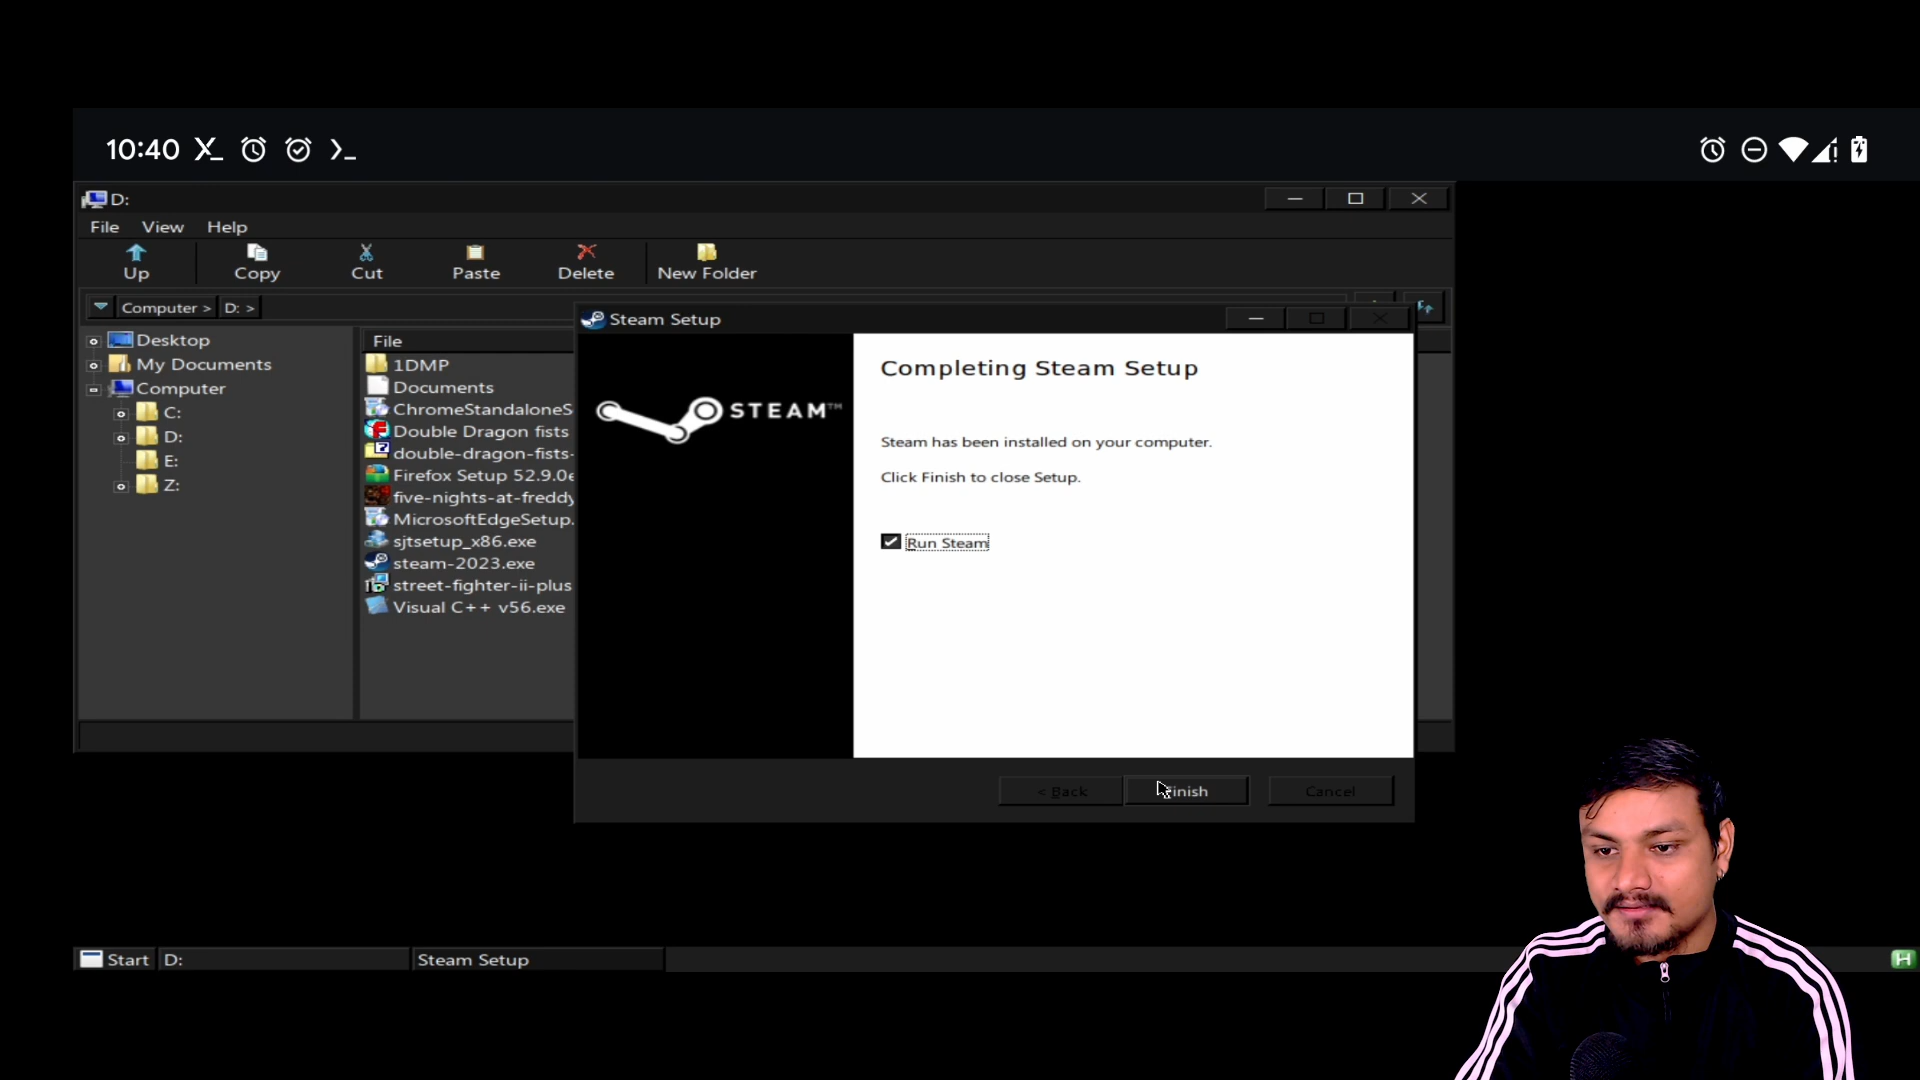 10:40
D:
File View Help
Up Copy Cut Paste Delete New Folder
Computer > D: >
Desktop
My Documents
Computer
C:
D:
E:
Z:
File
1DMP
Documents
ChromeStandaloneS
Double Dragon fists
double-dragon-fists-
Firefox Setup 52.9.0e
five-nights-at-freddy
MicrosoftEdgeSetup.
sjtsetup_x86.exe
steam-2023.exe
street-fighter-ii-plus
Visual C++ v56.exe
Steam Setup
STEAM™
Completing Steam Setup
Steam has been installed on your computer.
Click Finish to close Setup.
Run Steam
< Back Finish Cancel
Start D: Steam Setup
H